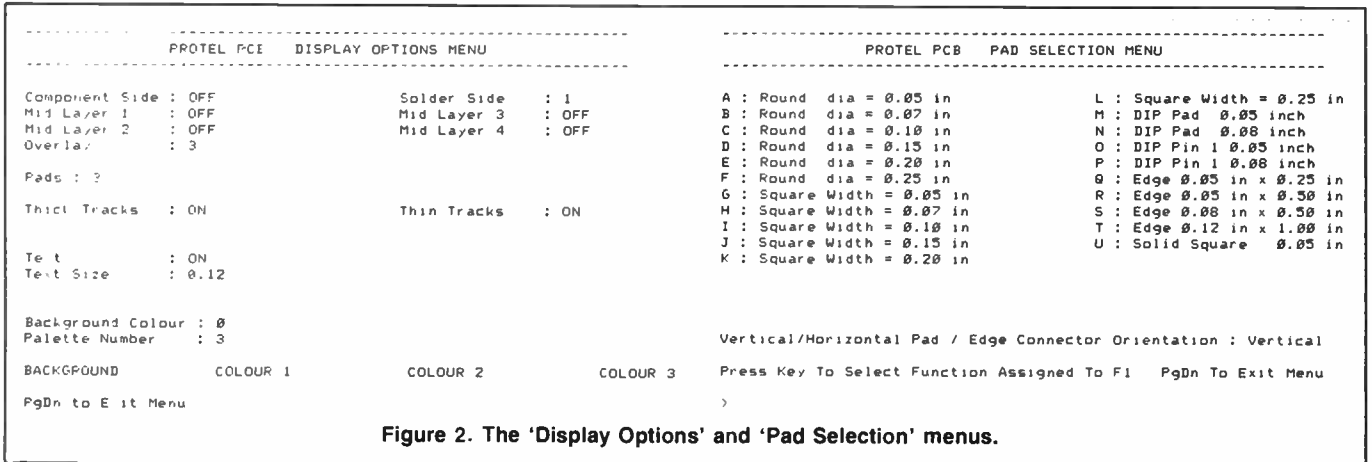 PROTEL PCB DISPLAY OPTIONS MENU
Component Side : OFF Solder Side : 1
Mid Layer 1 : OFF Mid Layer 3 : OFF
Mid Layer 2 : OFF Mid Layer 4 : OFF
Overlay : 3
Pads : ?
Thick Tracks : ON Thin Tracks : ON
Text : ON
Text Size : 0.12
Background Colour : 0
Palette Number : 3
BACKGROUND COLOUR 1 COLOUR 2 COLOUR 3
PgDn to Exit Menu
PROTEL PCB PAD SELECTION MENU
A : Round dia = 0.05 in
B : Round dia = 0.07 in
C : Round dia = 0.10 in
D : Round dia = 0.15 in
E : Round dia = 0.20 in
F : Round dia = 0.25 in
G : Square Width = 0.05 in
H : Square Width = 0.07 in
I : Square Width = 0.10 in
J : Square Width = 0.15 in
K : Square Width = 0.20 in
L : Square Width = 0.25 in
M : DIP Pad 0.05 inch
N : DIP Pad 0.08 inch
O : DIP Pin 1 0.05 inch
P : DIP Pin 1 0.08 inch
Q : Edge 0.05 in x 0.25 in
R : Edge 0.05 in x 0.50 in
S : Edge 0.08 in x 0.50 in
T : Edge 0.12 in x 1.00 in
U : Solid Square 0.05 in
Vertical/Horizontal Pad / Edge Connector Orientation : Vertical
Press Key To Select Function Assigned To F1 PgDn To Exit Menu
>
Figure 2. The 'Display Options' and 'Pad Selection' menus.